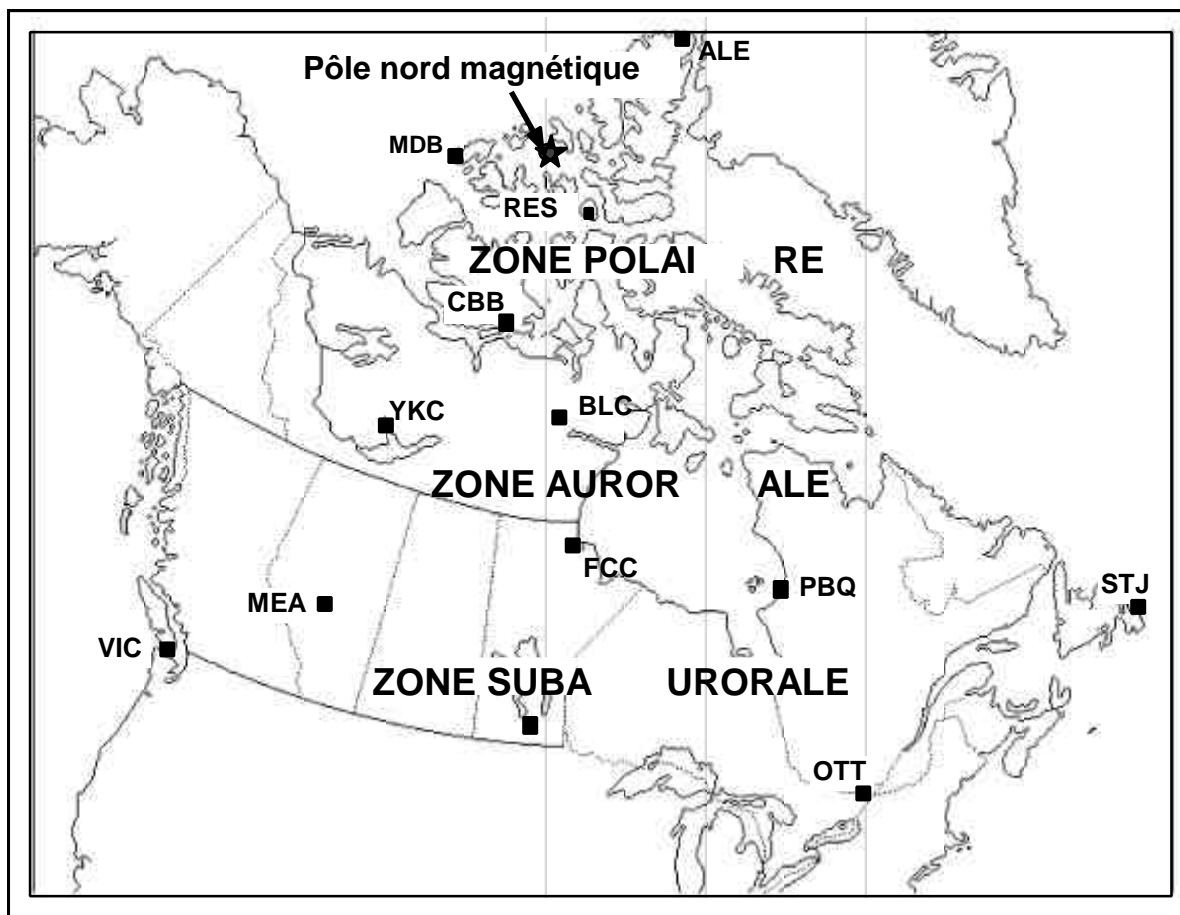 ALE
Pôle nord magnétique
MDB
RES
ZONE POLAI RE
CBB
YKC
BLC
ZONE AUROR ALE
FCC
MEA
PBQ
STJ
VIC
ZONE SUBA URORALE
OTT